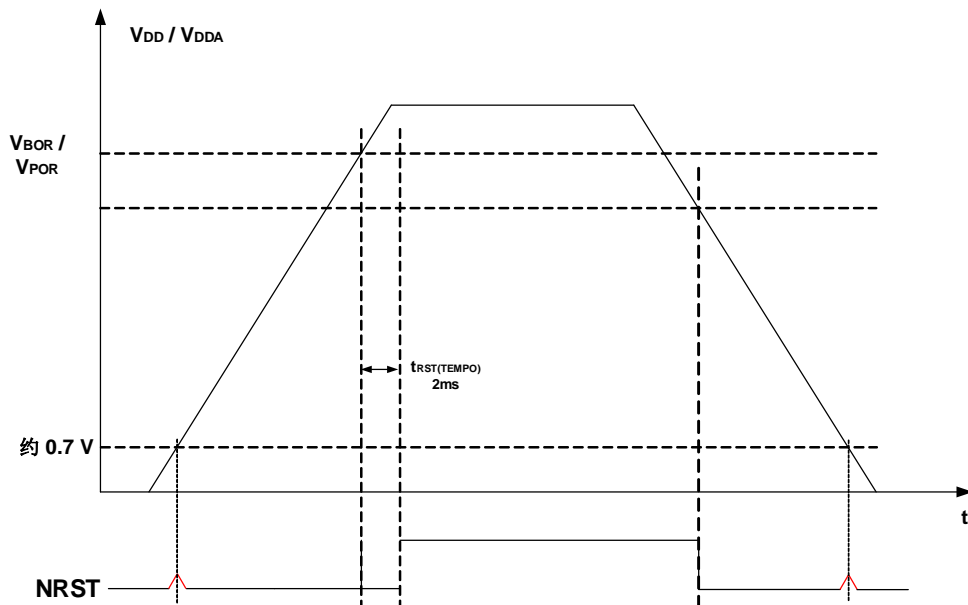 VDD / VDDA
VBOR /
VPOR
tRST(TEMPO)
2ms
约 0.7 V
t
NRST